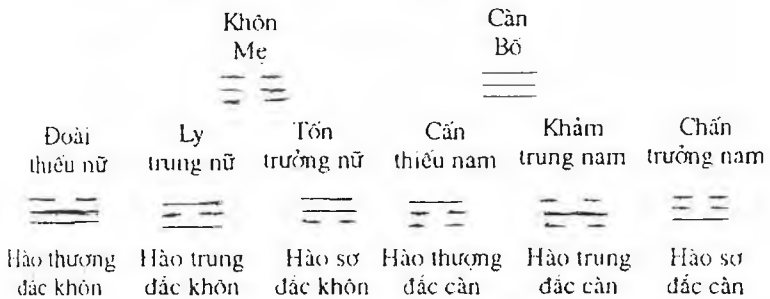 Khôn
Mẹ
Càn
Bố
Đoài
thiếu nữ
Ly
trung nữ
Tốn
trưởng nữ
Cấn
thiếu nam
Khảm
trung nam
Chấn
trưởng nam
Hào thượng
đắc khôn
Hào trung
đắc khôn
Hào sơ
đắc khôn
Hào thượng
đắc càn
Hào trung
đắc càn
Hào sơ
đắc càn